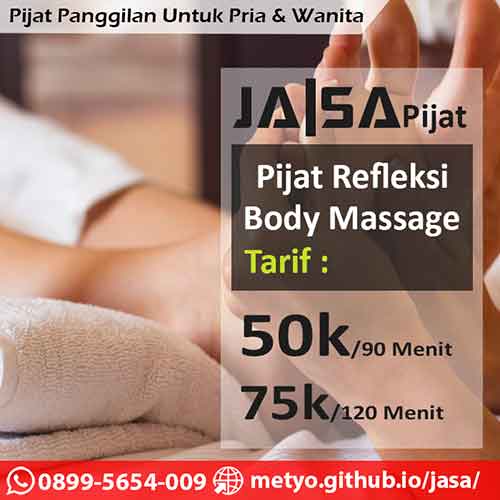 Pijat Panggilan Untuk Pria & Wanita
JA|SA Pijat
Pijat Refleksi
Body Massage
Tarif :
50k/90 Menit
75k/120 Menit
0899-5654-009 metyo.github.io/jasa/